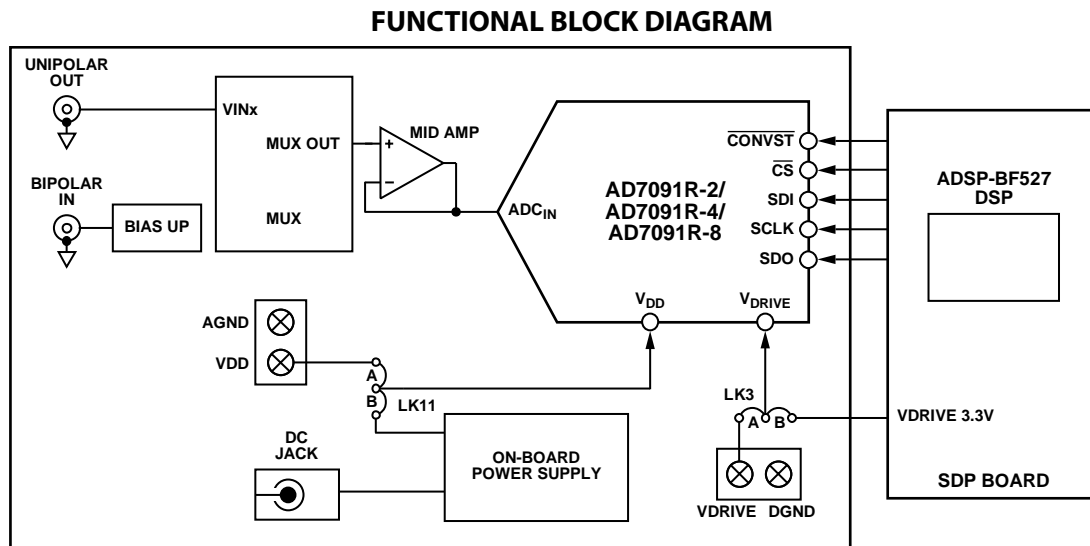 FUNCTIONAL BLOCK DIAGRAM
UNIPOLAR
OUT
VINx
MUX OUT
MUX
BIPOLAR
IN
BIAS UP
MID AMP
+
−
ADCIN
AD7091R-2/
AD7091R-4/
AD7091R-8
CONVST
CS
SDI
SCLK
SDO
VDD
VDRIVE
ADSP-BF527
DSP
AGND
VDD
A
B
LK11
DC
JACK
ON-BOARD
POWER SUPPLY
LK3
A
B
VDRIVE
DGND
VDRIVE 3.3V
SDP BOARD